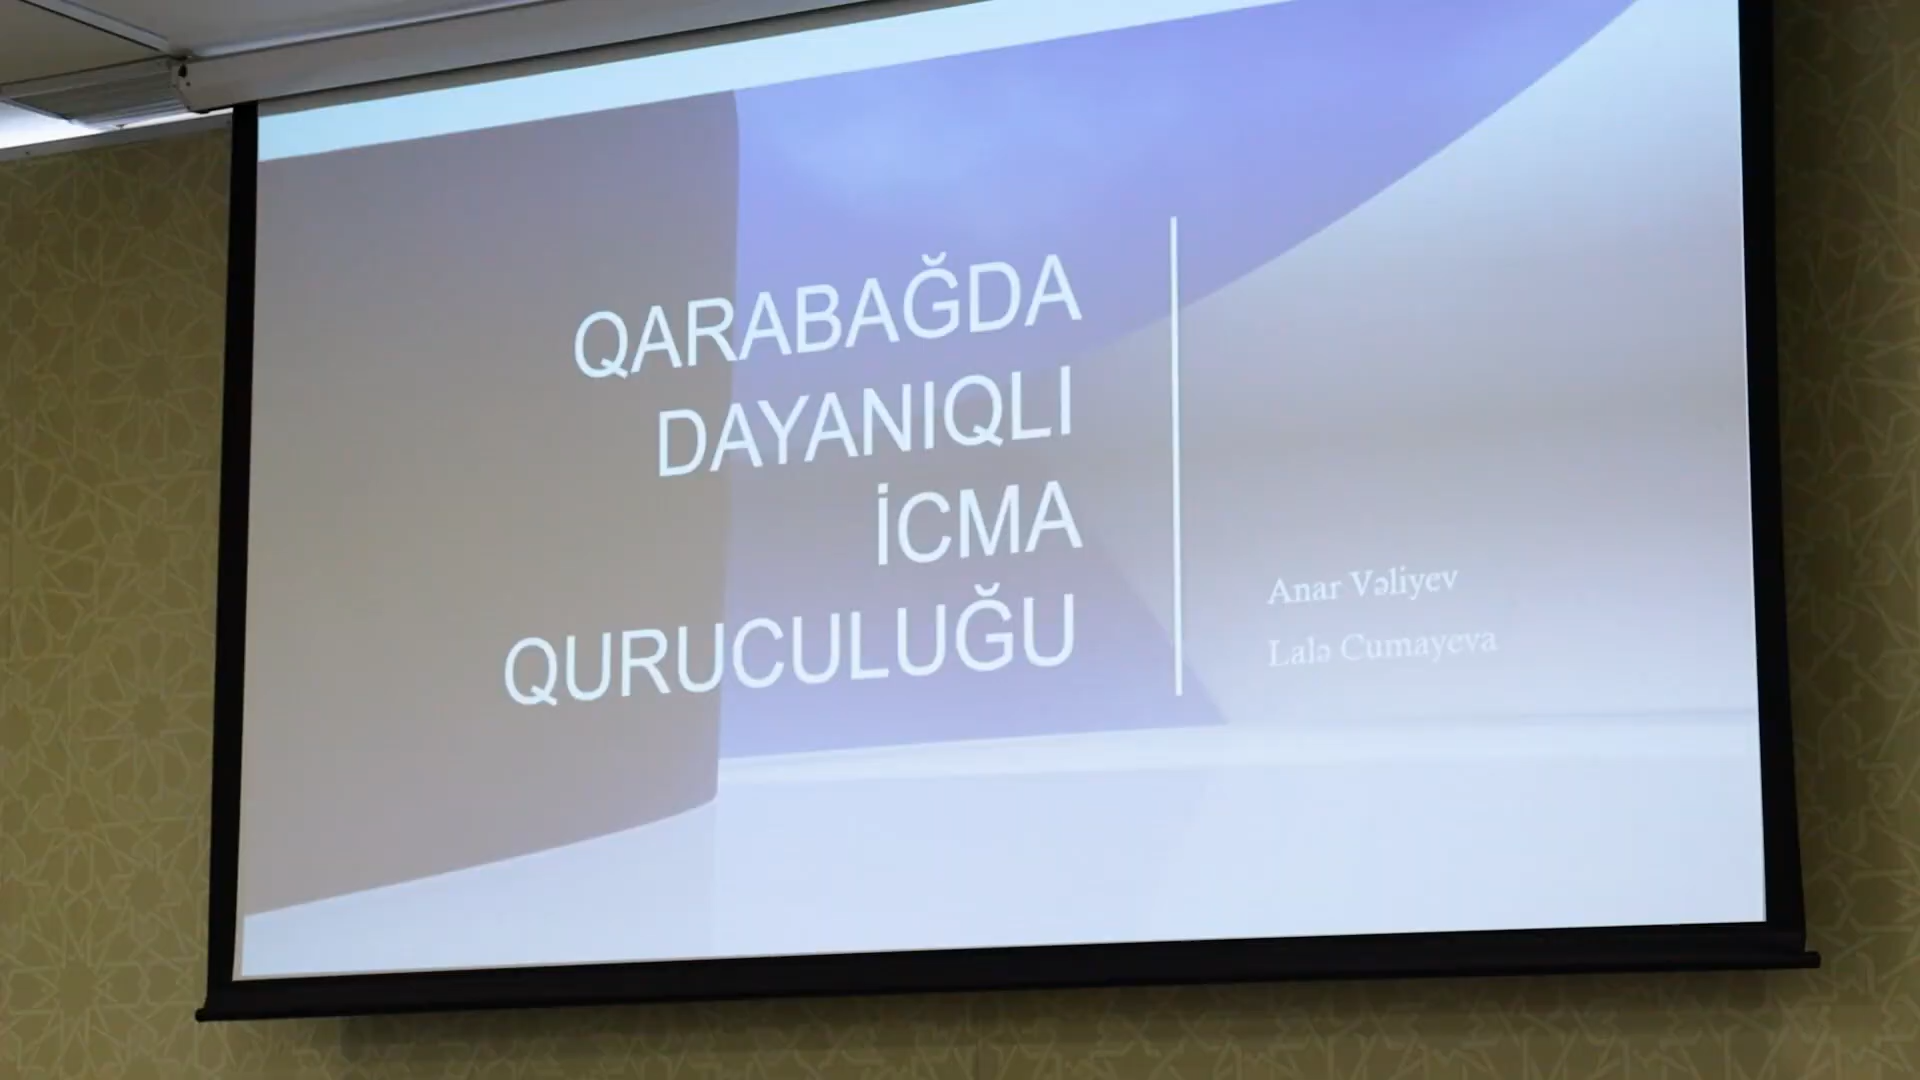 QARABAĞDA
DAYANIQLI
İCMA
QURUCULUĞU
Anar Vəliyev
Lalə Cumayeva